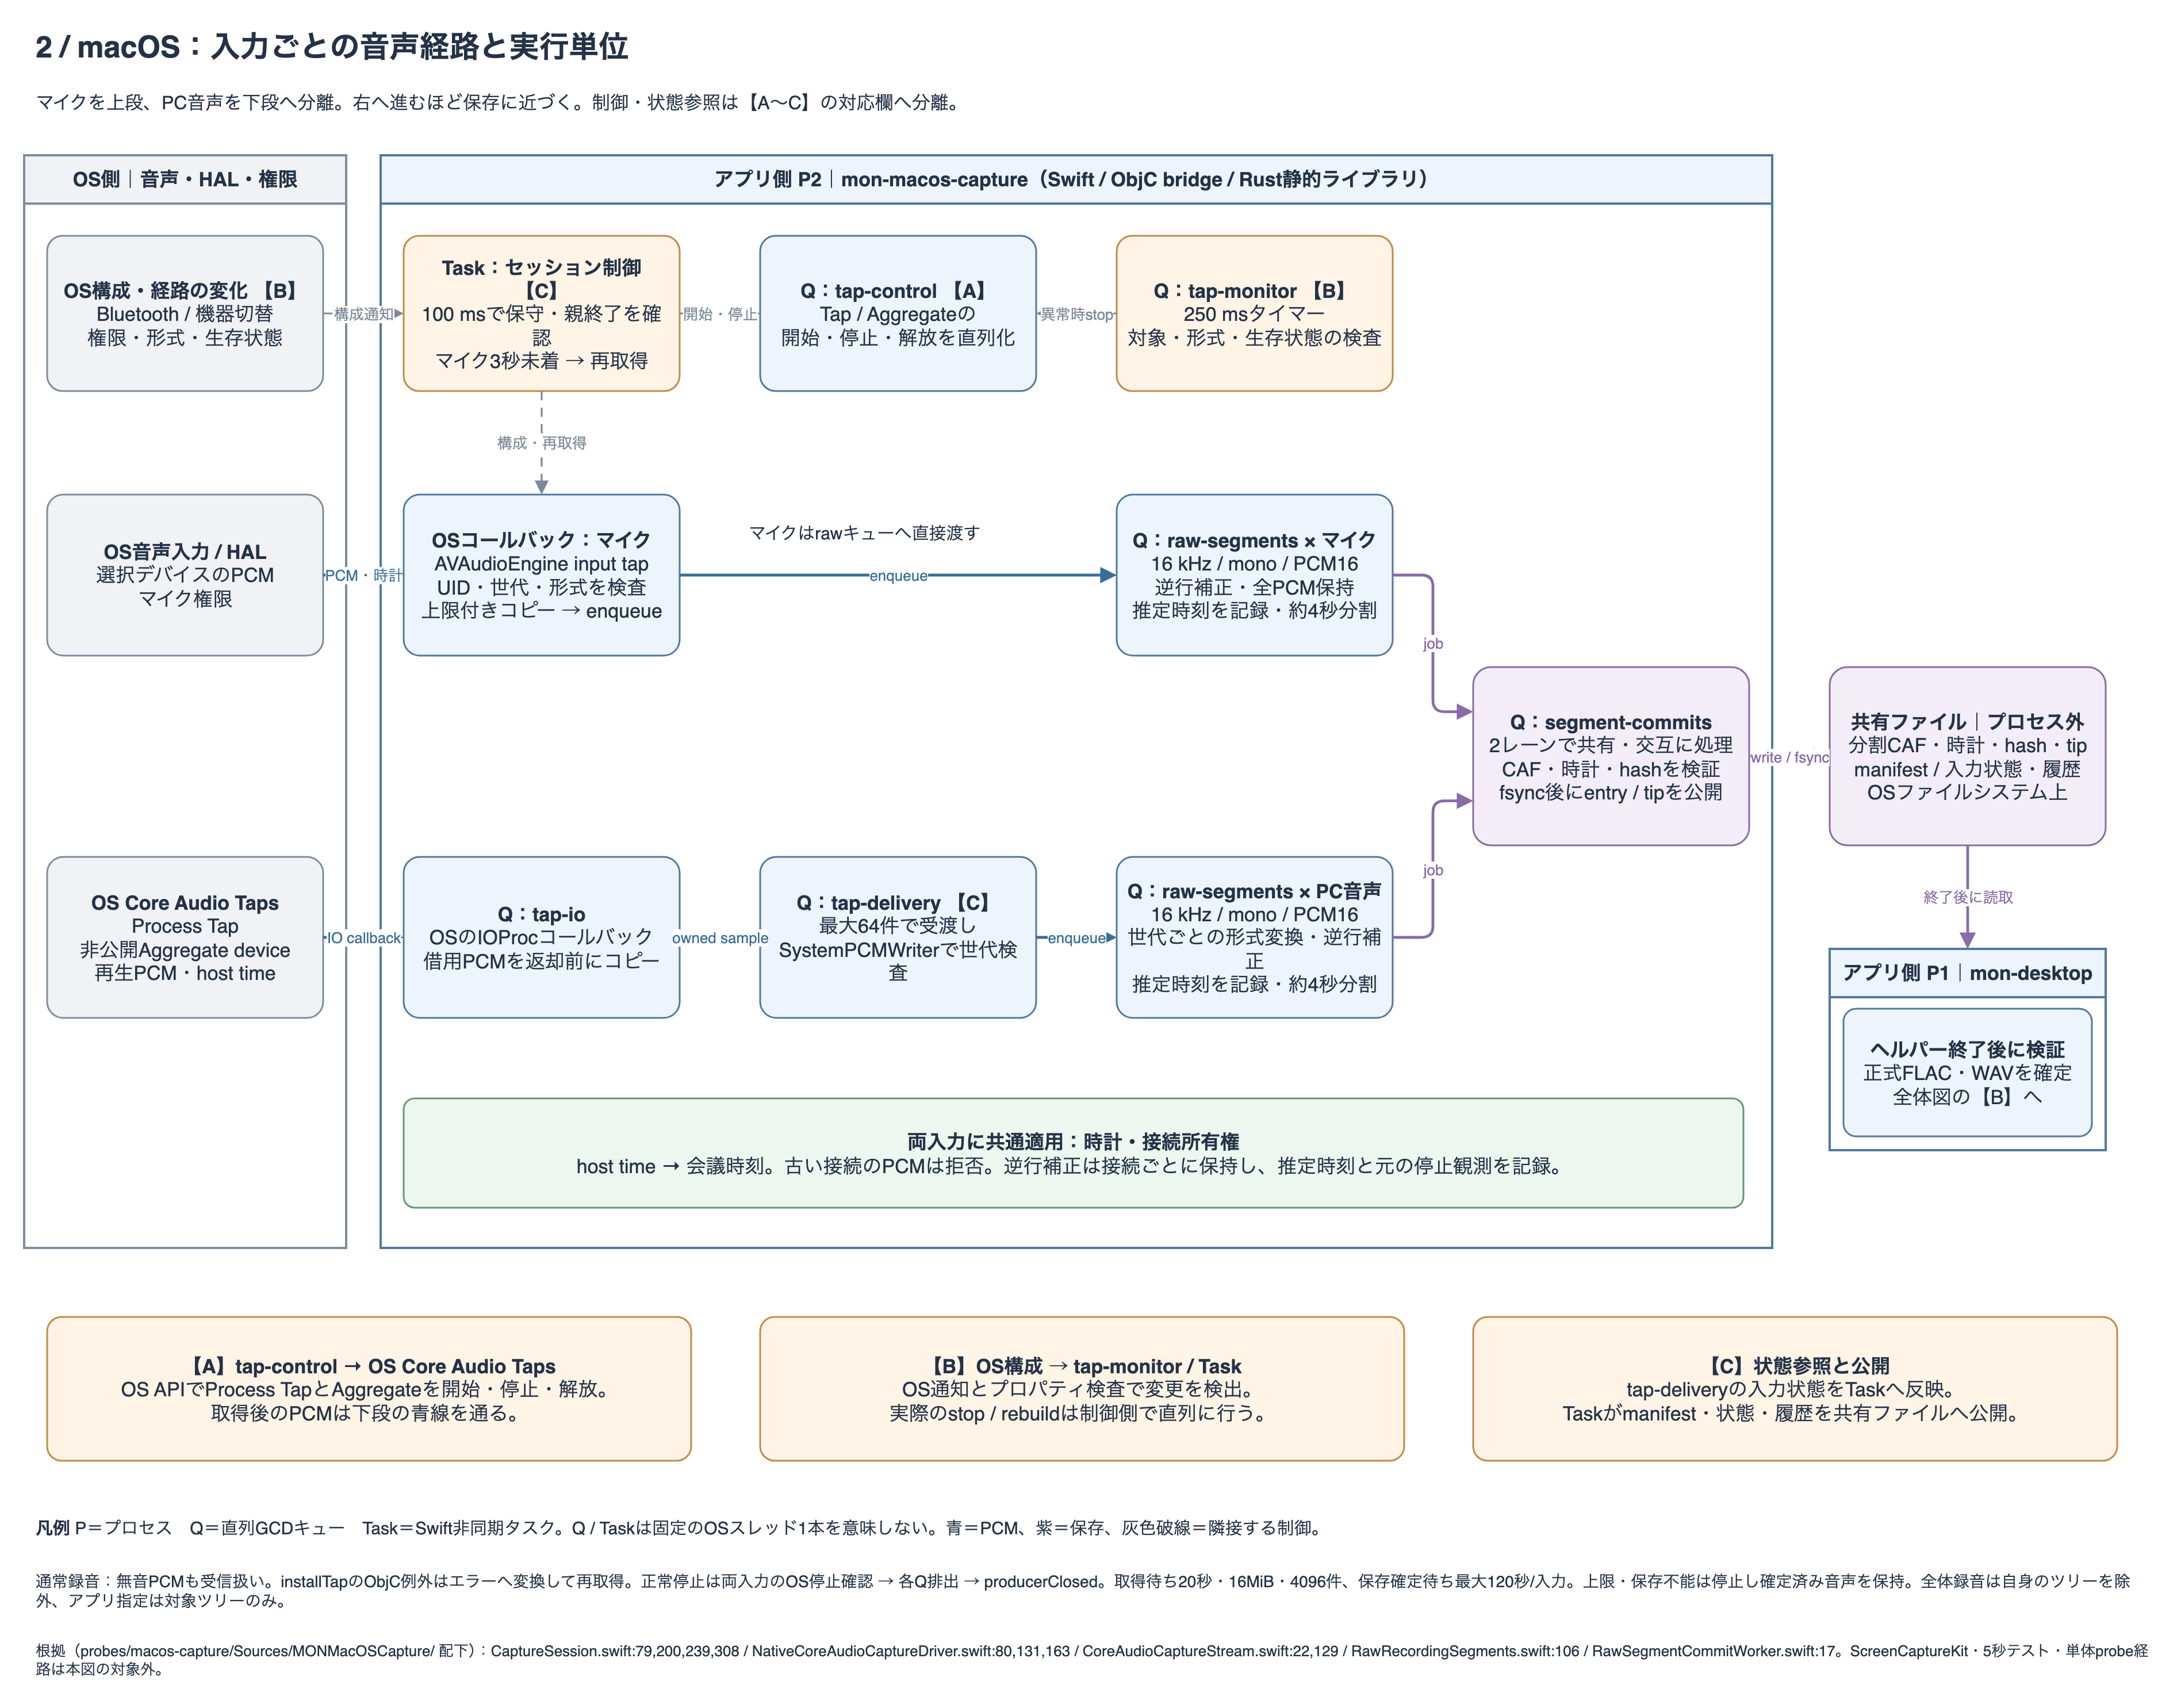 2 / macOS：入力ごとの音声経路と実行単位
マイクを上段、PC音声を下段へ分離。右へ進むほど保存に近づく。制御・状態参照は【A〜C】の対応欄へ分離。
OS側｜音声・HAL・権限
アプリ側 P2｜mon-macos-capture（Swift / ObjC bridge / Rust静的ライブラリ）
OS構成・経路の変化 【B】
Bluetooth / 機器切替
権限・形式・生存状態
構成通知
Task：セッション制御
【C】
100 msで保守・親終了を確
認
マイク3秒未着 → 再取得
開始・停止
Q：tap-control 【A】
Tap / Aggregateの
開始・停止・解放を直列化
異常時stop
Q：tap-monitor 【B】
250 msタイマー
対象・形式・生存状態の検査
構成・再取得
OS音声入力 / HAL
選択デバイスのPCM
マイク権限
PCM・時計
OSコールバック：マイク
AVAudioEngine input tap
UID・世代・形式を検査
上限付きコピー → enqueue
マイクはrawキューへ直接渡す
enqueue
Q：raw-segments × マイク
16 kHz / mono / PCM16
逆行補正・全PCM保持
推定時刻を記録・約4秒分割
job
Q：segment-commits
2レーンで共有・交互に処理
CAF・時計・hashを検証
fsync後にentry / tipを公開
write / fsync
共有ファイル｜プロセス外
分割CAF・時計・hash・tip
manifest / 入力状態・履歴
OSファイルシステム上
OS Core Audio Taps
Process Tap
非公開Aggregate device
再生PCM・host time
IO callback
Q：tap-io
OSのIOProcコールバック
借用PCMを返却前にコピー
owned sample
Q：tap-delivery 【C】
最大64件で受渡し
SystemPCMWriterで世代検
査
enqueue
Q：raw-segments × PC音声
16 kHz / mono / PCM16
世代ごとの形式変換・逆行補
正
推定時刻を記録・約4秒分割
job
終了後に読取
アプリ側 P1｜mon-desktop
ヘルパー終了後に検証
正式FLAC・WAVを確定
全体図の【B】へ
両入力に共通適用：時計・接続所有権
host time → 会議時刻。古い接続のPCMは拒否。逆行補正は接続ごとに保持し、推定時刻と元の停止観測を記録。
【A】tap-control → OS Core Audio Taps
OS APIでProcess TapとAggregateを開始・停止・解放。
取得後のPCMは下段の青線を通る。
【B】OS構成 → tap-monitor / Task
OS通知とプロパティ検査で変更を検出。
実際のstop / rebuildは制御側で直列に行う。
【C】状態参照と公開
tap-deliveryの入力状態をTaskへ反映。
Taskがmanifest・状態・履歴を共有ファイルへ公開。
凡例 P＝プロセス　Q＝直列GCDキュー　Task＝Swift非同期タスク。Q / Taskは固定のOSスレッド1本を意味しない。青＝PCM、紫＝保存、灰色破線＝隣接する制御。
通常録音：無音PCMも受信扱い。installTapのObjC例外はエラーへ変換して再取得。正常停止は両入力のOS停止確認 → 各Q排出 → producerClosed。取得待ち20秒・16MiB・4096件、保存確定待ち最大120秒/入力。上限・保存不能は停止し確定済み音声を保持。全体録音は自身のツリーを除
外、アプリ指定は対象ツリーのみ。
根拠（probes/macos-capture/Sources/MONMacOSCapture/ 配下）：CaptureSession.swift:79,200,239,308 / NativeCoreAudioCaptureDriver.swift:80,131,163 / CoreAudioCaptureStream.swift:22,129 / RawRecordingSegments.swift:106 / RawSegmentCommitWorker.swift:17。ScreenCaptureKit・5秒テスト・単体probe経
路は本図の対象外。